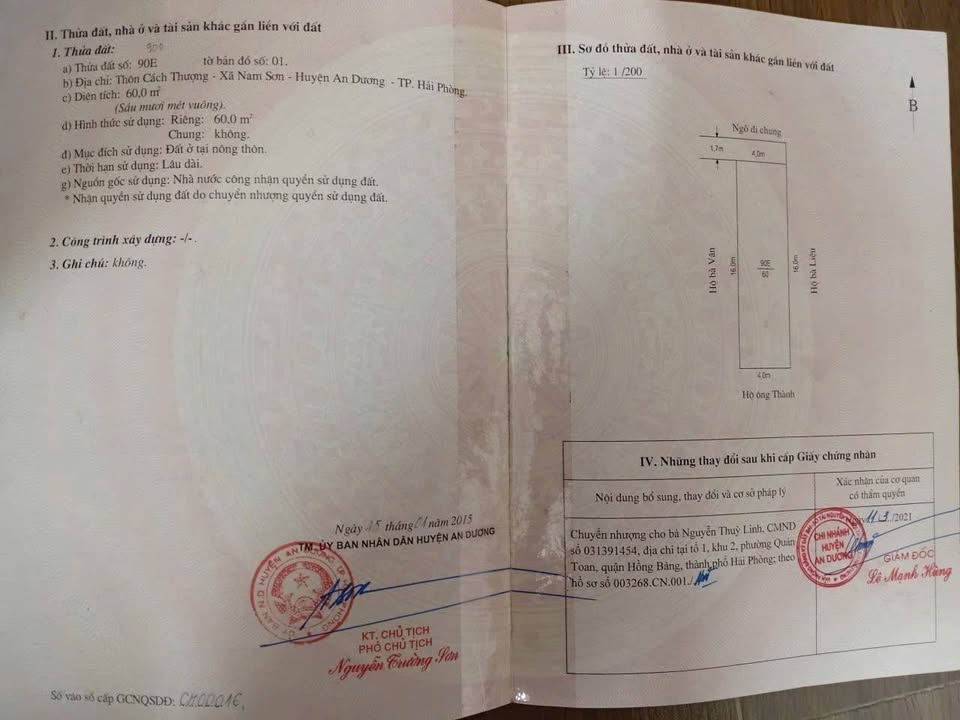 II. Thửa đất, nhà ở và tài sản khác gắn liền với đất
1. Thửa đất:
a) Thửa đất số: 90E tờ bản đồ số: 01.
b) Địa chỉ: Thôn Cách Thượng - Xã Nam Sơn - Huyện An Dương - TP. Hải Phòng.
c) Diện tích: 60,0 m²
(Sáu mươi mét vuông).
d) Hình thức sử dụng: Riêng: 60.0 m²
Chung: không.
đ) Mục đích sử dụng: Đất ở tại nông thôn.
e) Thời hạn sử dụng: Lâu dài.
g) Nguồn gốc sử dụng: Nhà nước công nhận quyền sử dụng đất.
* Nhận quyền sử dụng đất do chuyển nhượng quyền sử dụng đất.
2. Công trình xây dựng: -/- .
3. Ghi chú: không.
Ngày 15 tháng 01 năm 2015
TM. ỦY BAN NHÂN DÂN HUYỆN AN DƯƠNG
KT. CHỦ TỊCH
PHÓ CHỦ TỊCH
Nguyễn Trường Sơn
Số vào sổ cấp GCNQSDĐ:
III. Sơ đồ thửa đất, nhà ở và tài sản khác gắn liền với đất
Tỷ lệ: 1 /200
B
Ngõ đi chung
1,7m
4,0m
Hộ bà Vân
16,0m
90E
60
16,0m
Hộ bà Liệu
4,0m
Hộ ông Thành
IV. Những thay đổi sau khi cấp Giấy chứng nhận
Nội dung bổ sung, thay đổi và cơ sở pháp lý
Xác nhận của cơ quan
có thẩm quyền
Chuyển nhượng cho bà Nguyễn Thuỳ Linh, CMND
số 031391454, địa chỉ tại tổ 1, khu 2, phường Quán
Toan, quận Hồng Bàng, thành phố Hải Phòng; theo
hồ sơ số 003268.CN.001./
/2021
CHI NHÁNH
HUYỆN
AN DƯƠNG
GIÁM ĐỐC
Lê Mạnh Hùng